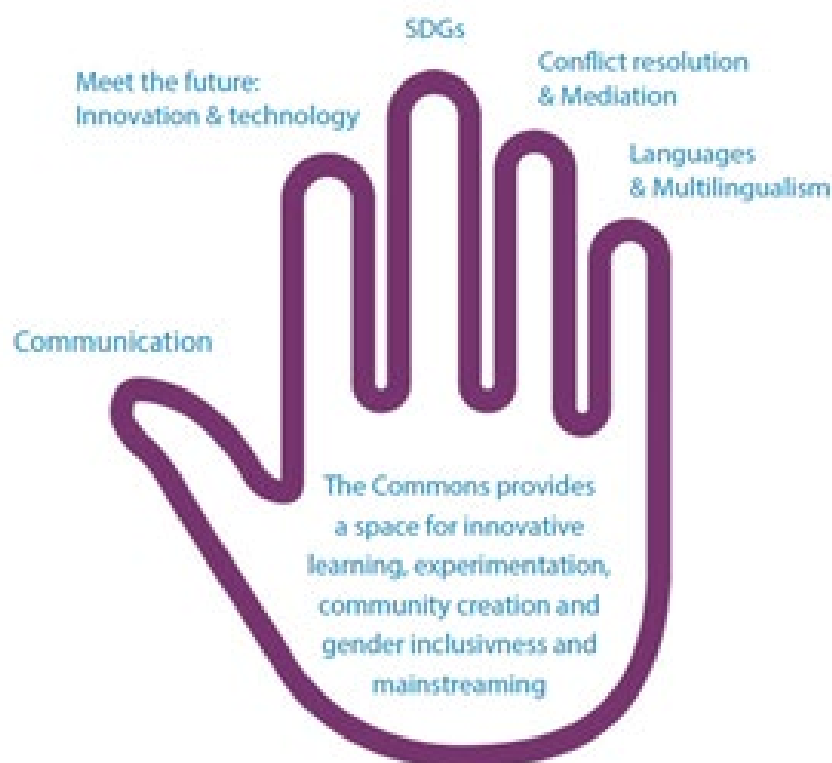 SDGs
Meet the future:
Innovation & technology
Conflict resolution
& Mediation
Languages
& Multilingualism
Communication
The Commons provides
a space for innovative
learning, experimentation,
community creation and
gender inclusivness and
mainstreaming